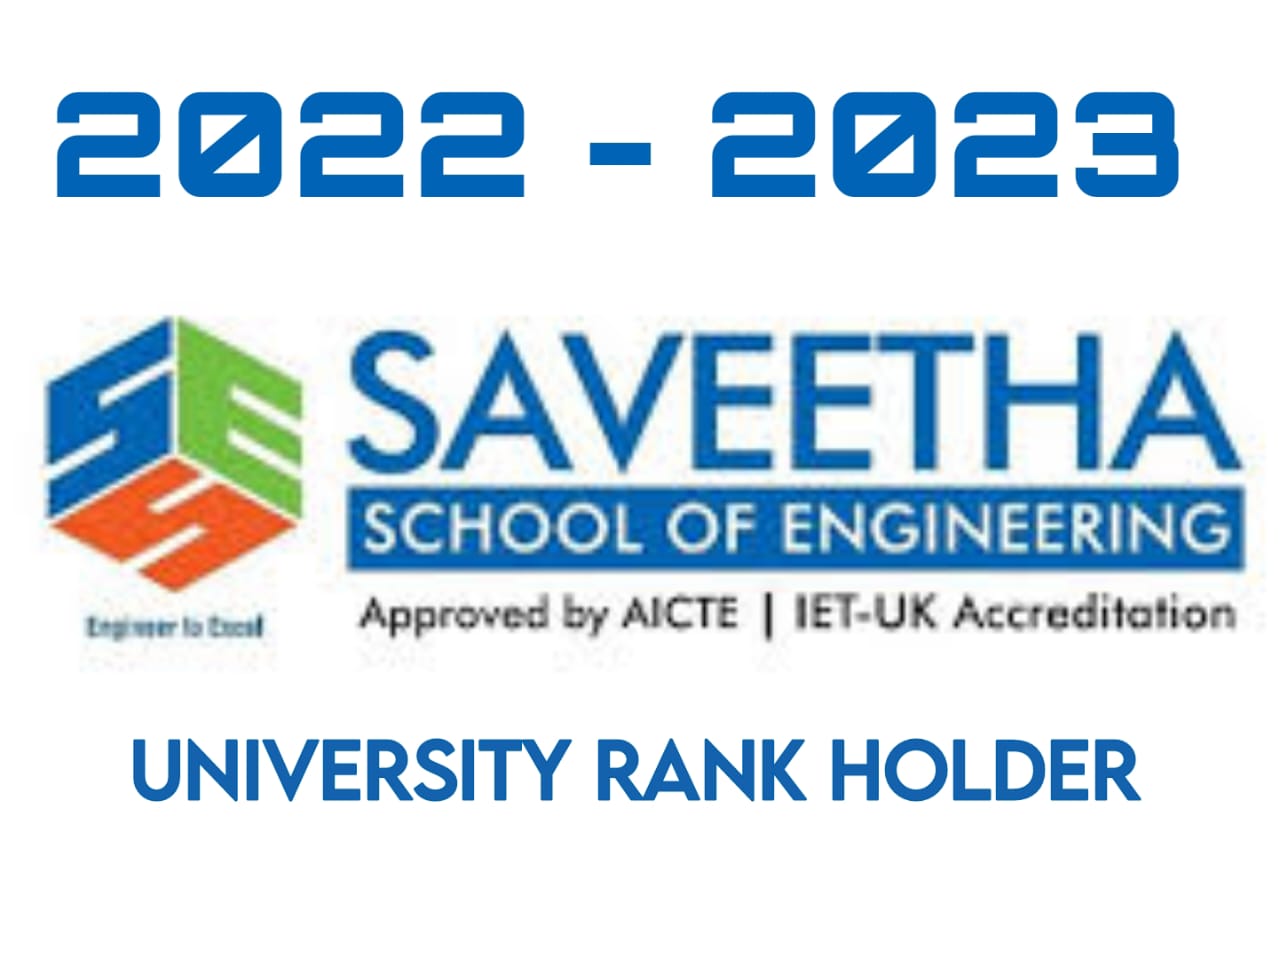 2022 - 2023
SAVEETHA
SCHOOL OF ENGINEERING
Engineer to Excel
Approved by AICTE | IET-UK Accreditation
UNIVERSITY RANK HOLDER